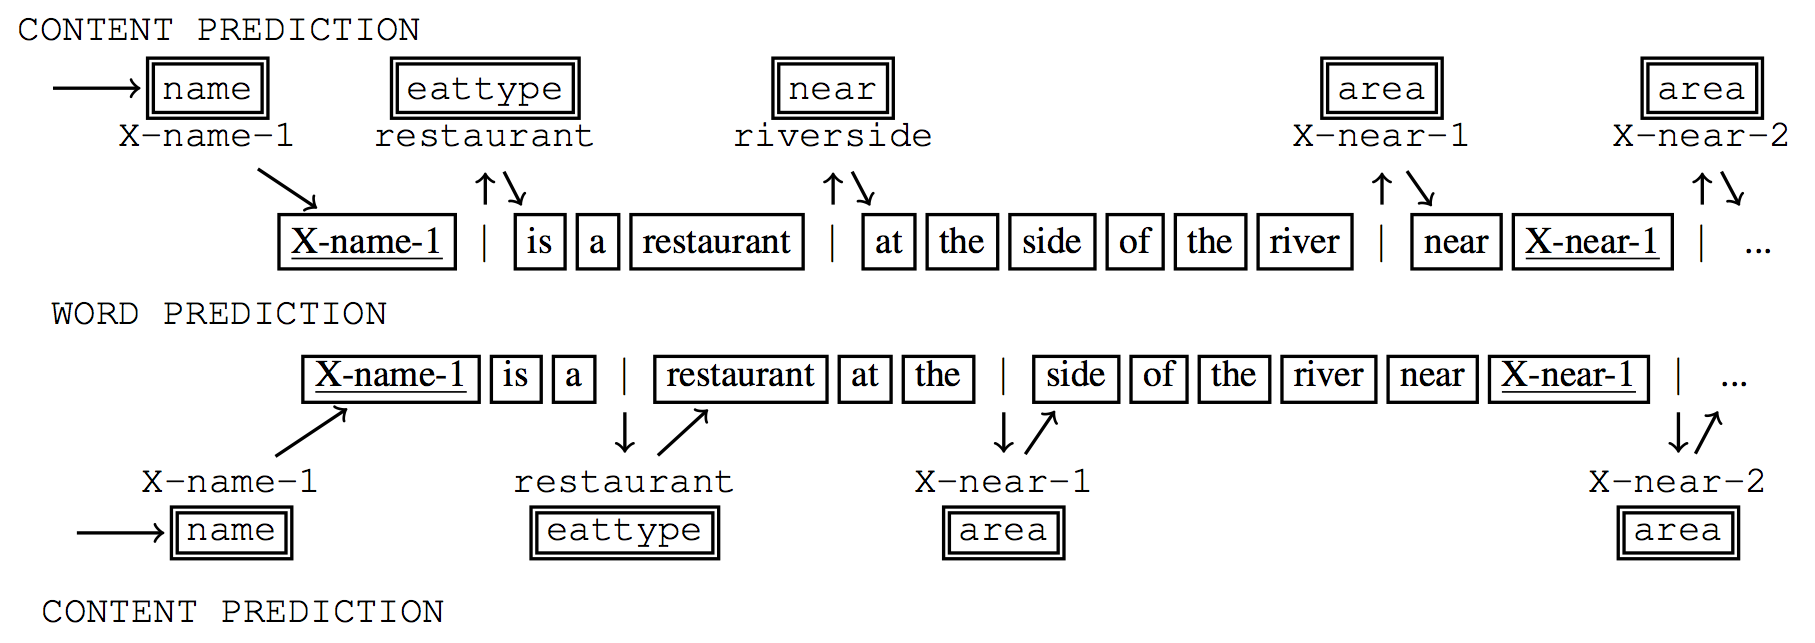 CONTENT PREDICTION
name eattype near area area
X-name-1 restaurant riverside X-near-1 X-near-2
X-name-1 | is a restaurant | at the side of the river | near X-near-1 | ...
WORD PREDICTION
X-name-1 is a | restaurant at the | side of the river near X-near-1 | ...
X-name-1 restaurant X-near-1 X-near-2
name eattype area area
CONTENT PREDICTION